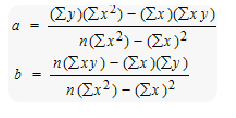 a = (Σy)(Σx²) − (Σx)(Σxy) / n(Σx²) − (Σx)²
b = n(Σxy) − (Σx)(Σy) / n(Σx²) − (Σx)²